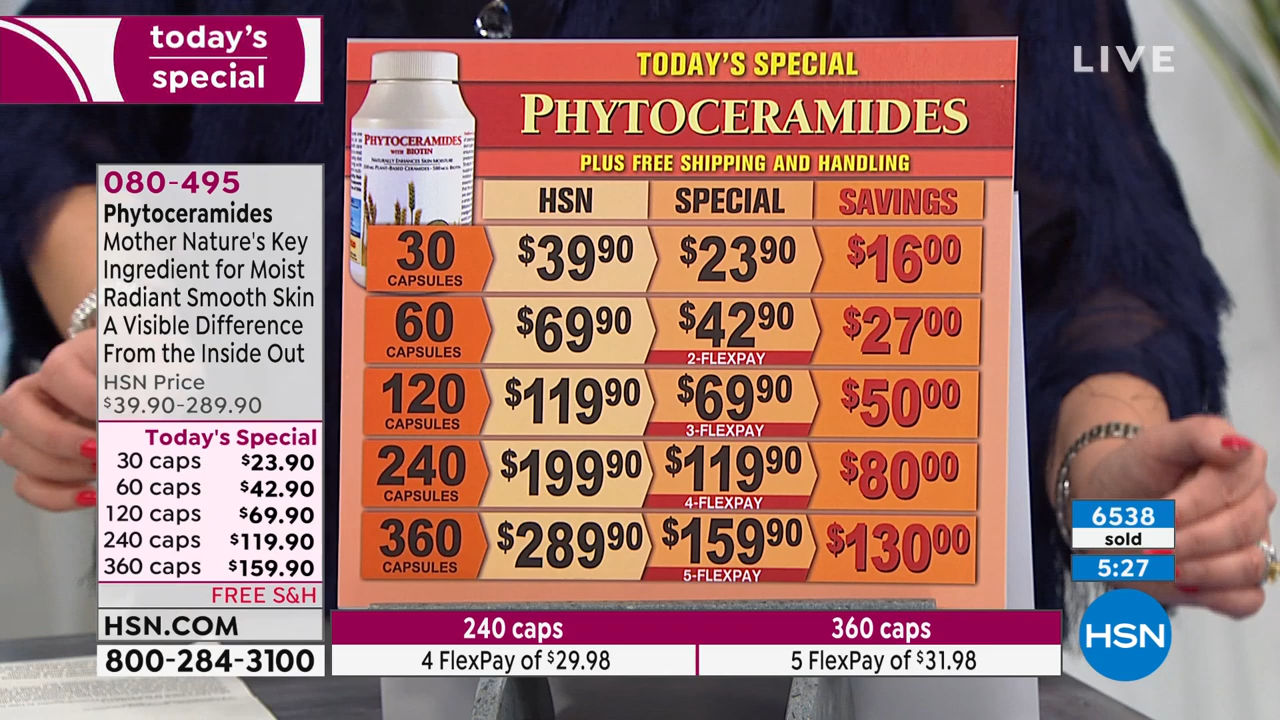 today's
special
LIVE
080-495
Phytoceramides
Mother Nature's Key
Ingredient for Moist
Radiant Smooth Skin
A Visible Difference
From the Inside Out
HSN Price
$39.90-289.90
Today's Special
30 caps $23.90
60 caps $42.90
120 caps $69.90
240 caps $119.90
360 caps $159.90
FREE S&H
HSN.COM
800-284-3100
TODAY'S SPECIAL
PHYTOCERAMIDES
PLUS FREE SHIPPING AND HANDLING
PHYTOCERAMIDES
WITH BIOTIN
NATURALLY ENHANCES SKIN MOISTURE
HSN SPECIAL SAVINGS
30 CAPSULES $39.90 $23.90 $16.00
60 CAPSULES $69.90 $42.90 $27.00
2-FLEXPAY
120 CAPSULES $119.90 $69.90 $50.00
3-FLEXPAY
240 CAPSULES $199.90 $119.90 $80.00
4-FLEXPAY
360 CAPSULES $289.90 $159.90 $130.00
5-FLEXPAY
240 caps 360 caps
4 FlexPay of $29.98 5 FlexPay of $31.98
6538
sold
5:27
HSN